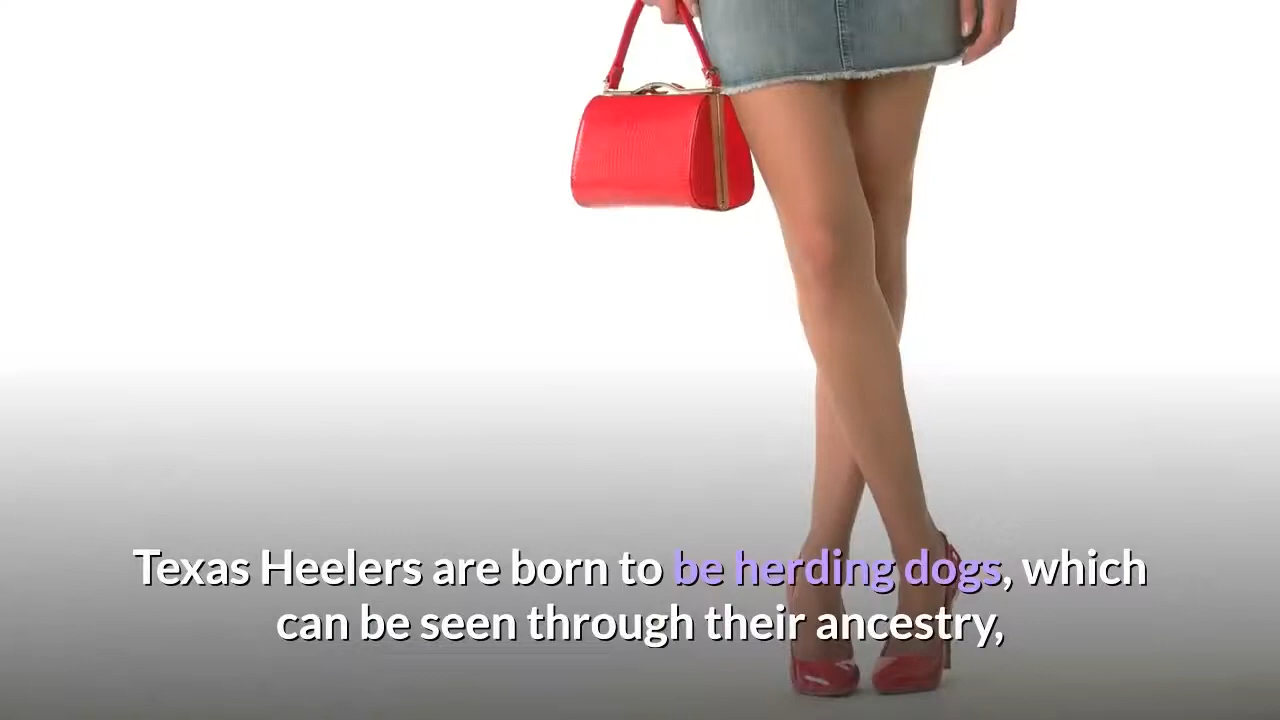 Texas Heelers are born to be herding dogs, which
can be seen through their ancestry,